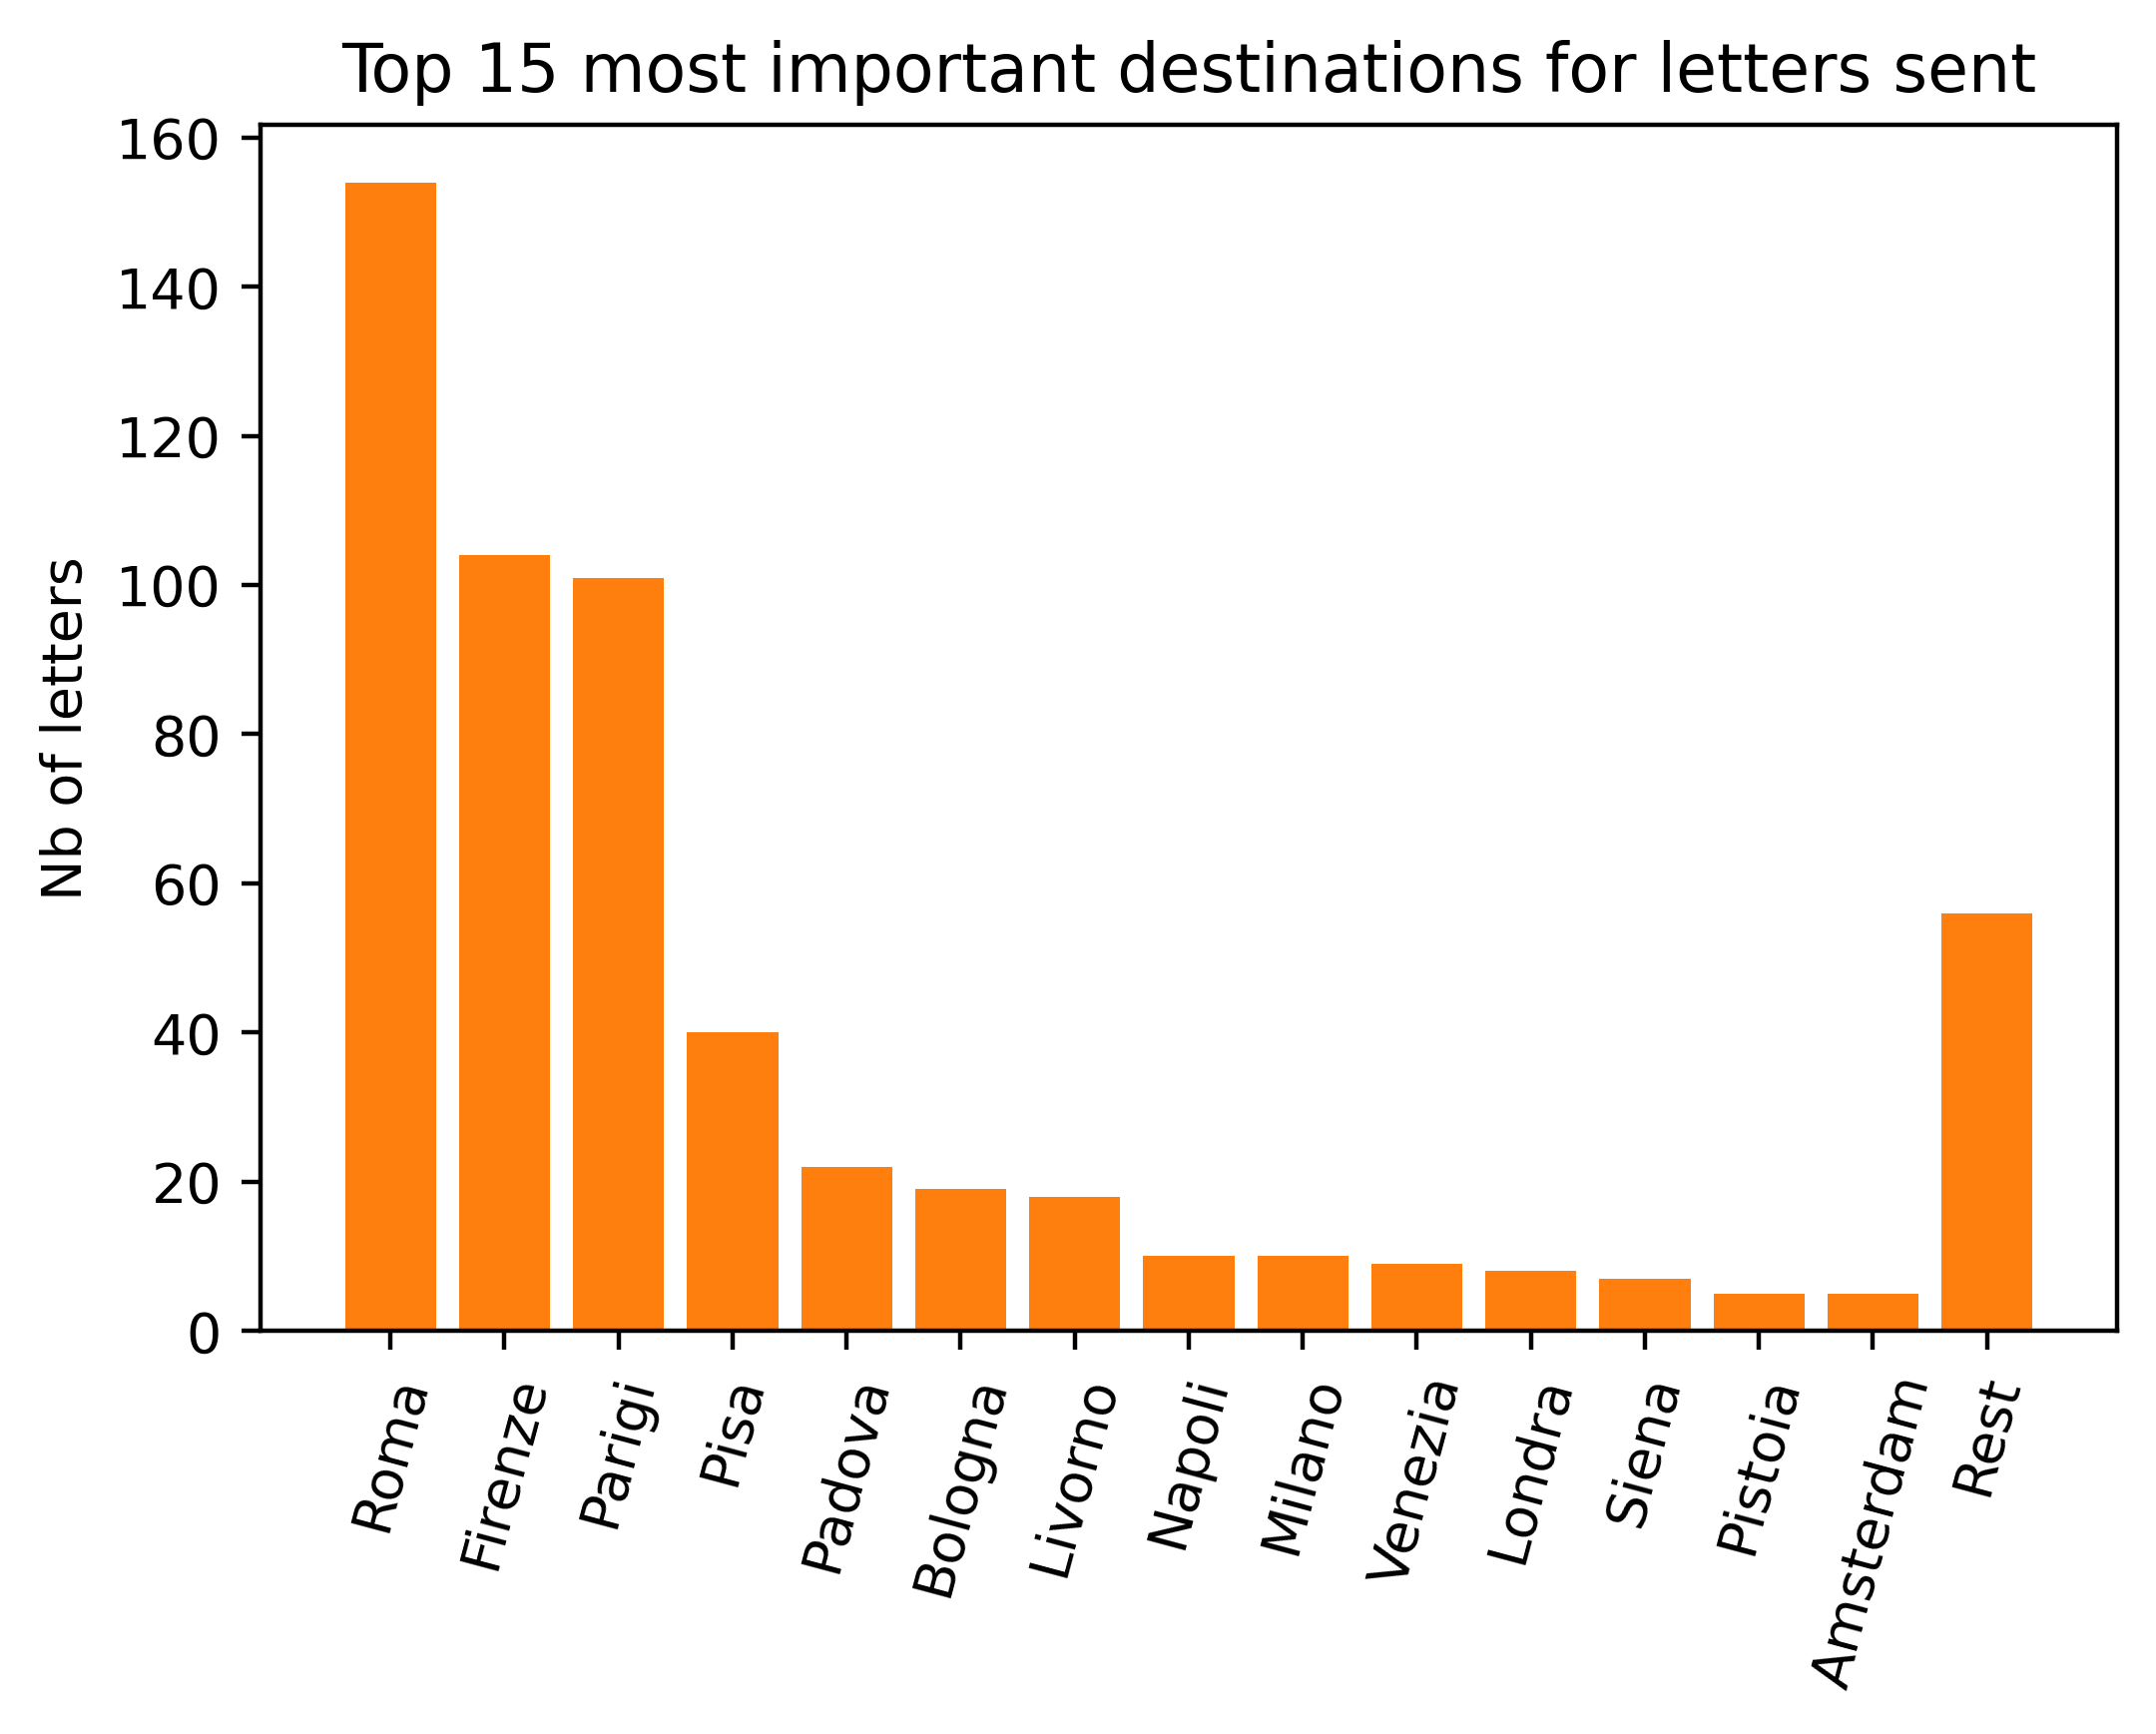 Top 15 most important destinations for letters sent
Nb of letters
160
140
120
100
80
60
40
20
0
Roma
Firenze
Parigi
Pisa
Padova
Bologna
Livorno
Napoli
Milano
Venezia
Londra
Siena
Pistoia
Amsterdam
Rest